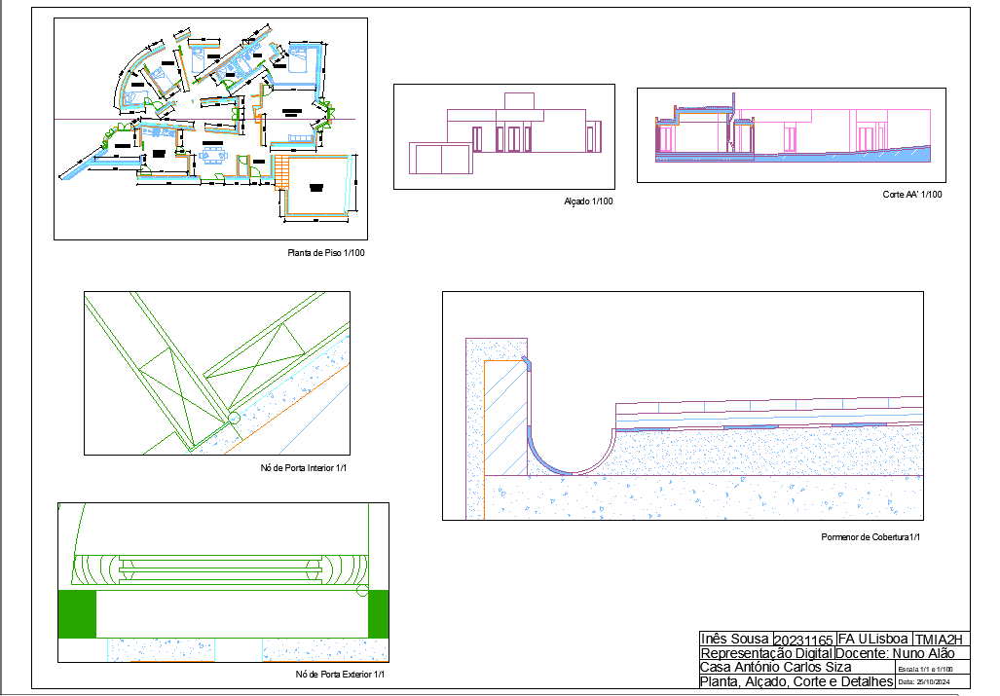 Planta de Piso 1/100
Alçado 1/100
Corte AA' 1/100
Nó de Porta Interior 1/1
Pormenor de Cobertura1/1
Nó de Porta Exterior 1/1
Inês Sousa 20231165 FA ULisboa TMIA2H
Representação Digital Docente: Nuno Alão
Casa António Carlos Siza Escala 1/1 e 1/100
Planta, Alçado, Corte e Detalhes Data: 25/10/2024